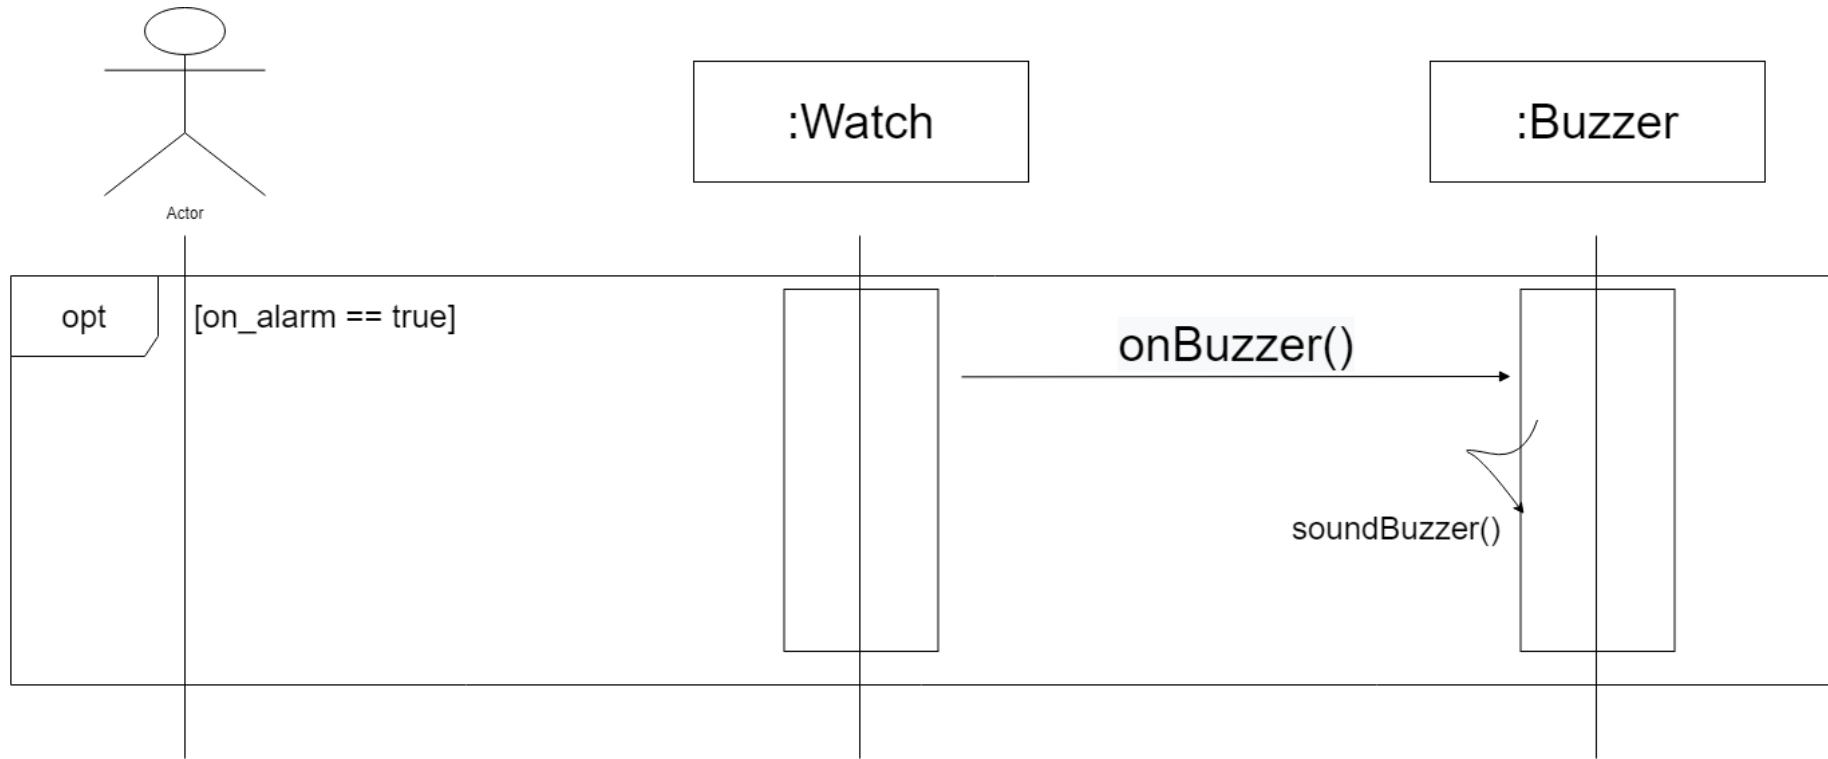 :Watch
:Buzzer
Actor
opt
[on_alarm == true]
onBuzzer()
soundBuzzer()